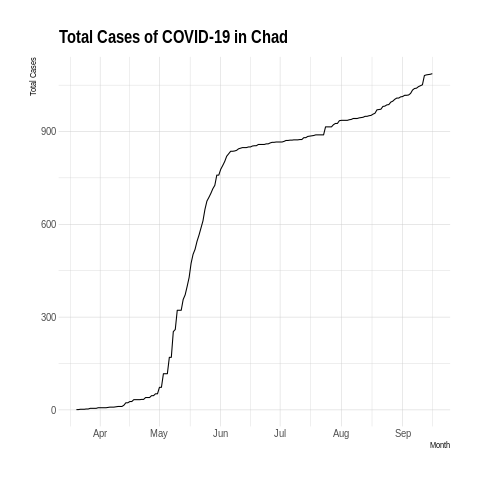 Total Cases of COVID-19 in Chad
Total Cases
900
600
300
0
Apr May Jun Jul Aug Sep
Month